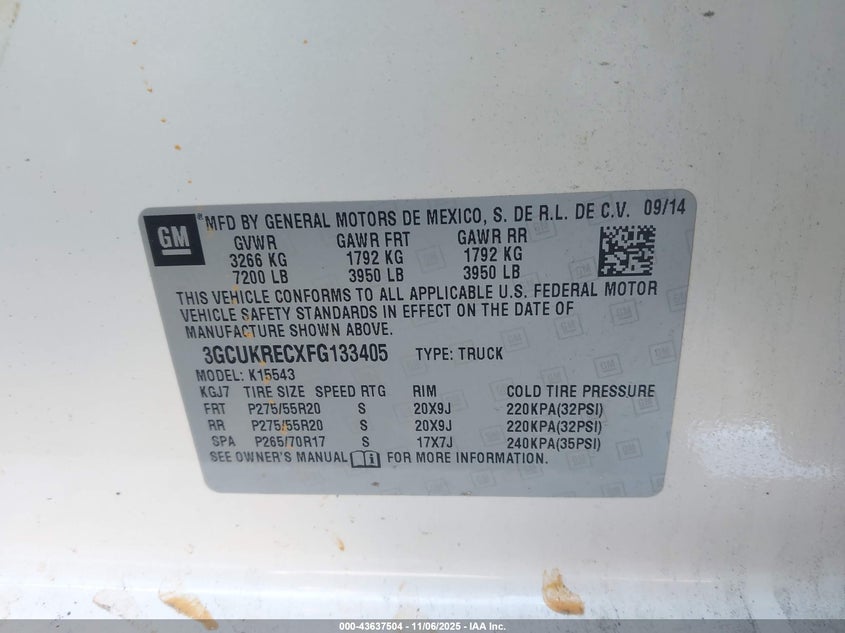 GM ® MFD BY GENERAL MOTORS DE MEXICO, S. DE R.L. DE C.V. 09/14
GVWR GAWR FRT GAWR RR
3266 KG 1792 KG 1792 KG
7200 LB 3950 LB 3950 LB
THIS VEHICLE CONFORMS TO ALL APPLICABLE U.S. FEDERAL MOTOR
VEHICLE SAFETY STANDARDS IN EFFECT ON THE DATE OF
MANUFACTURE SHOWN ABOVE.
3GCUKRECXFG133405 TYPE: TRUCK
MODEL: K15543
KGJ7 TIRE SIZE SPEED RTG RIM COLD TIRE PRESSURE
FRT P275/55R20 S 20X9J 220KPA(32PSI)
RR P275/55R20 S 20X9J 220KPA(32PSI)
SPA P265/70R17 S 17X7J 240KPA(35PSI)
SEE OWNER'S MANUAL FOR MORE INFORMATION.
000-43637504 - 11/06/2025 - IAA Inc.